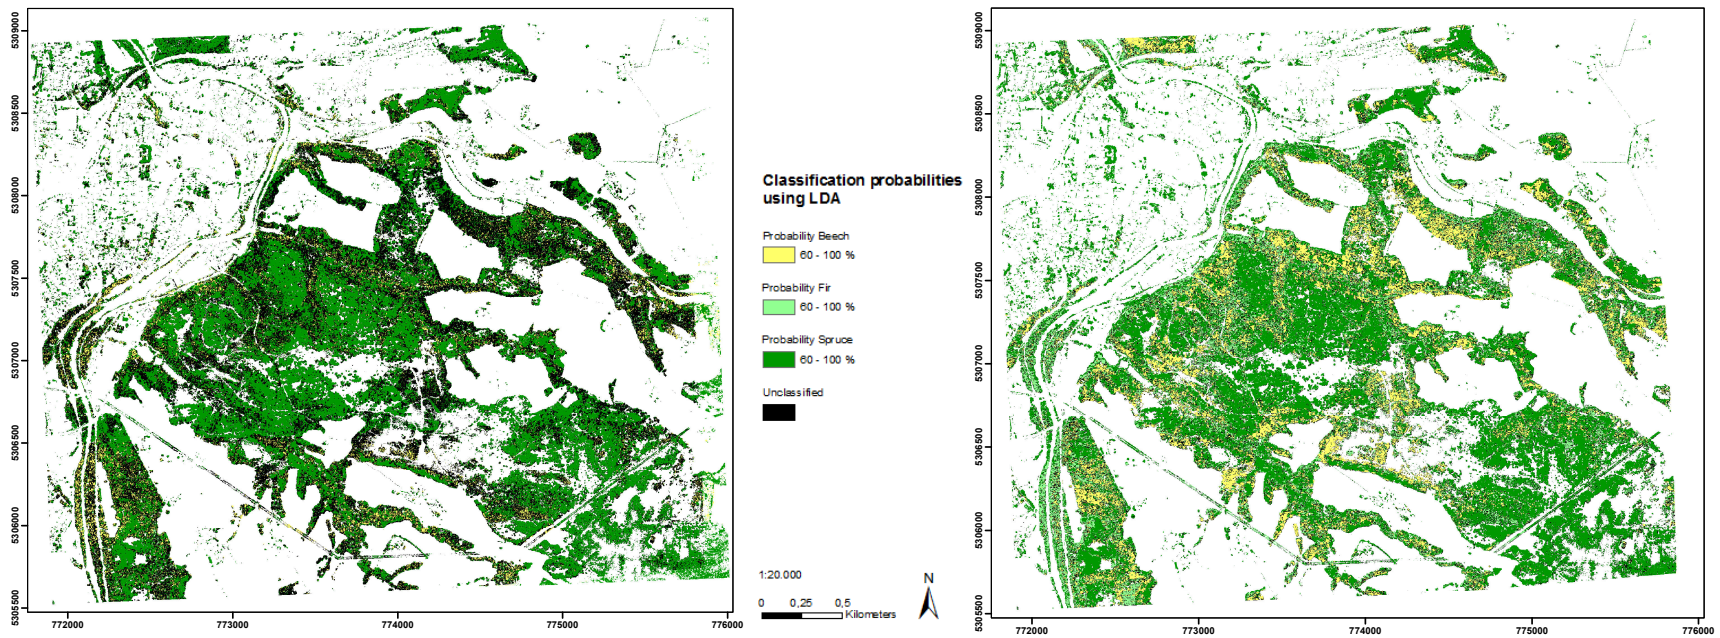 5309000
5308500
5308000
5307500
5307000
5306500
5306000
5305500
772000
773000
774000
775000
776000
Classification probabilities
using LDA
Probability Beech
60 - 100 %
Probability Fir
60 - 100 %
Probability Spruce
60 - 100 %
Unclassified
1:20.000
0 0,25 0,5
Kilometers
N
5309000
5308500
5308000
5307500
5307000
5306500
5306000
5305500
772000
773000
774000
775000
776000